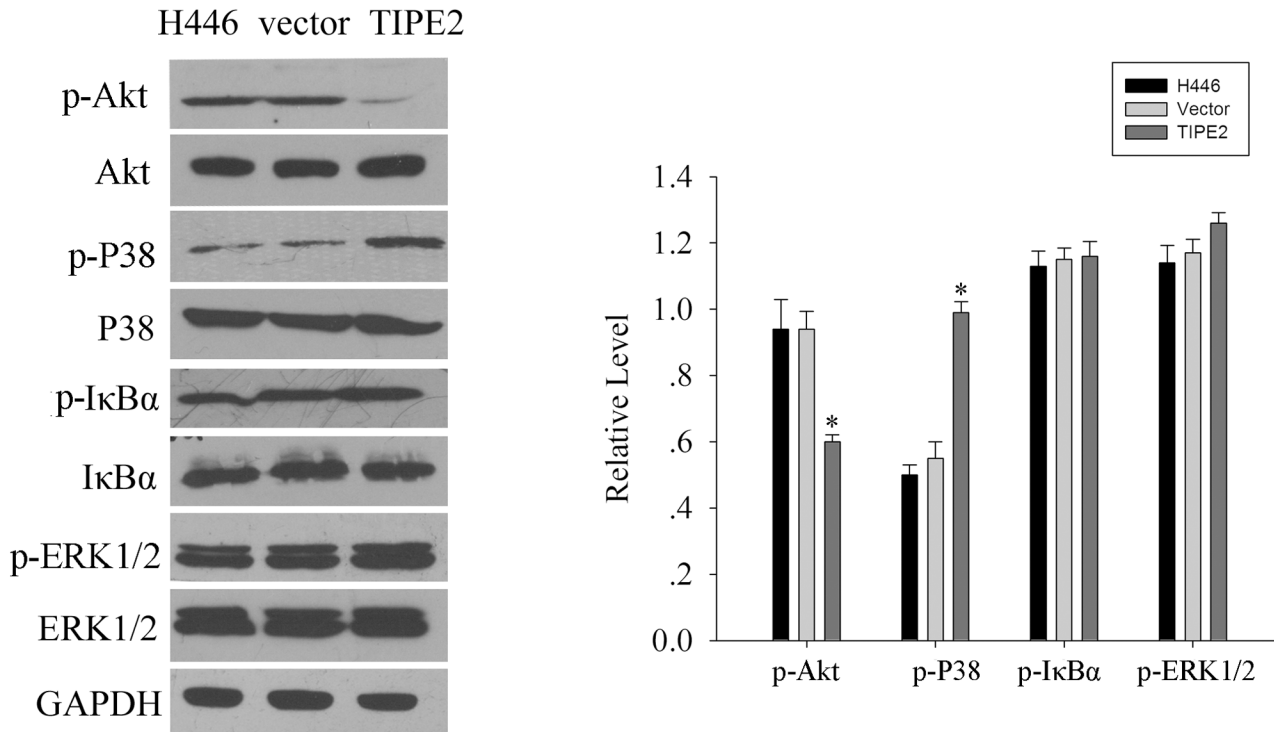 H446 vector TIPE2
p-Akt
Akt
p-P38
P38
p-IκBα
IκBα
p-ERK1/2
ERK1/2
GAPDH
H446
Vector
TIPE2
Relative Level
1.4
1.2
1.0
.8
.6
.4
.2
0.0
*
*
p-Akt p-P38 p-IκBα p-ERK1/2